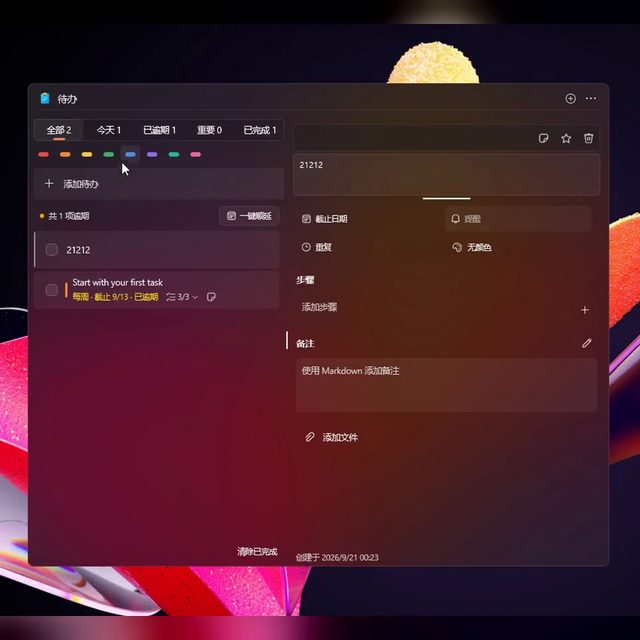 待办
全部 2
今天 1
已逾期 1
重要 0
已完成 1
添加待办
共 1 项逾期
一键顺延
21212
Start with your first task
每周 · 截止 9/13 · 已逾期
3/3
清除已完成
21212
截止日期
提醒
重复
无颜色
步骤
添加步骤
备注
使用 Markdown 添加备注
添加文件
创建于 2026/9/21 00:23